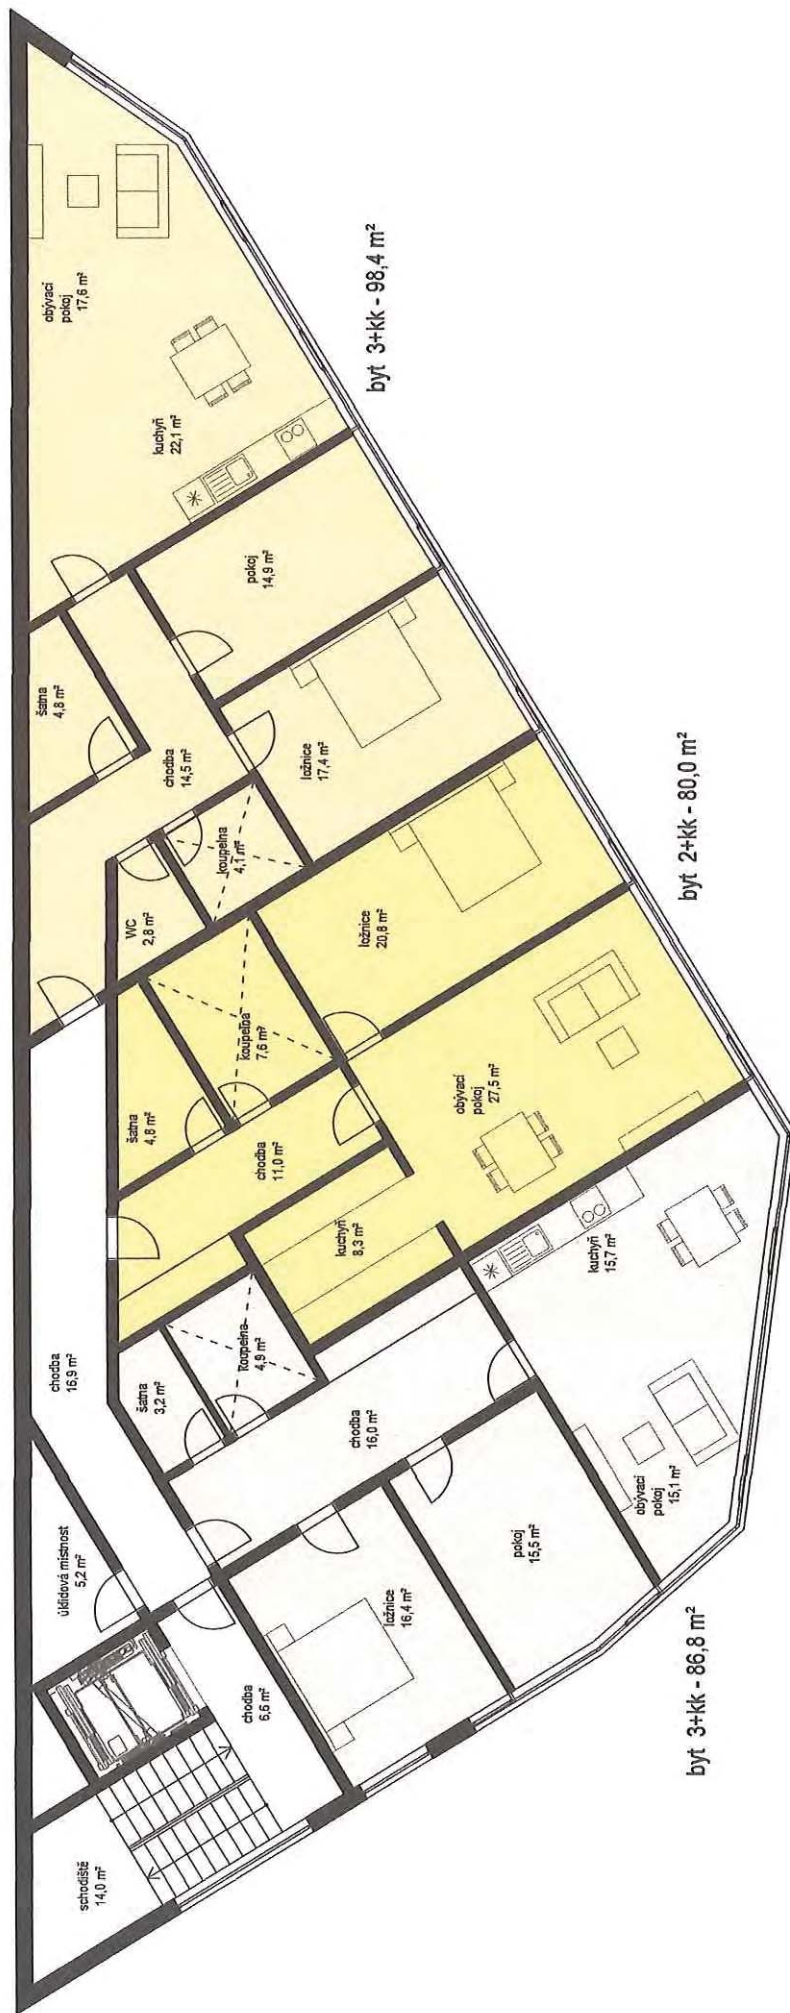 schodiště
14,0 m²
úklidová místnost
5,2 m²
chodba
16,9 m²
chodba
6,6 m²
ložnice
16,4 m²
pokoj
15,5 m²
šatna
3,2 m²
koupelna
4,9 m²
chodba
16,0 m²
obývací
pokoj
15,1 m²
kuchyň
15,7 m²
byt 3+kk - 86,8 m²
šatna
4,8 m²
koupelna
7,6 m²
chodba
11,0 m²
kuchyň
8,3 m²
obývací
pokoj
27,5 m²
ložnice
20,8 m²
byt 2+kk - 80,0 m²
WC
2,8 m²
koupelna
4,1 m²
šatna
4,8 m²
chodba
14,5 m²
ložnice
17,4 m²
pokoj
14,9 m²
kuchyň
22,1 m²
obývací
pokoj
17,6 m²
byt 3+kk - 98,4 m²